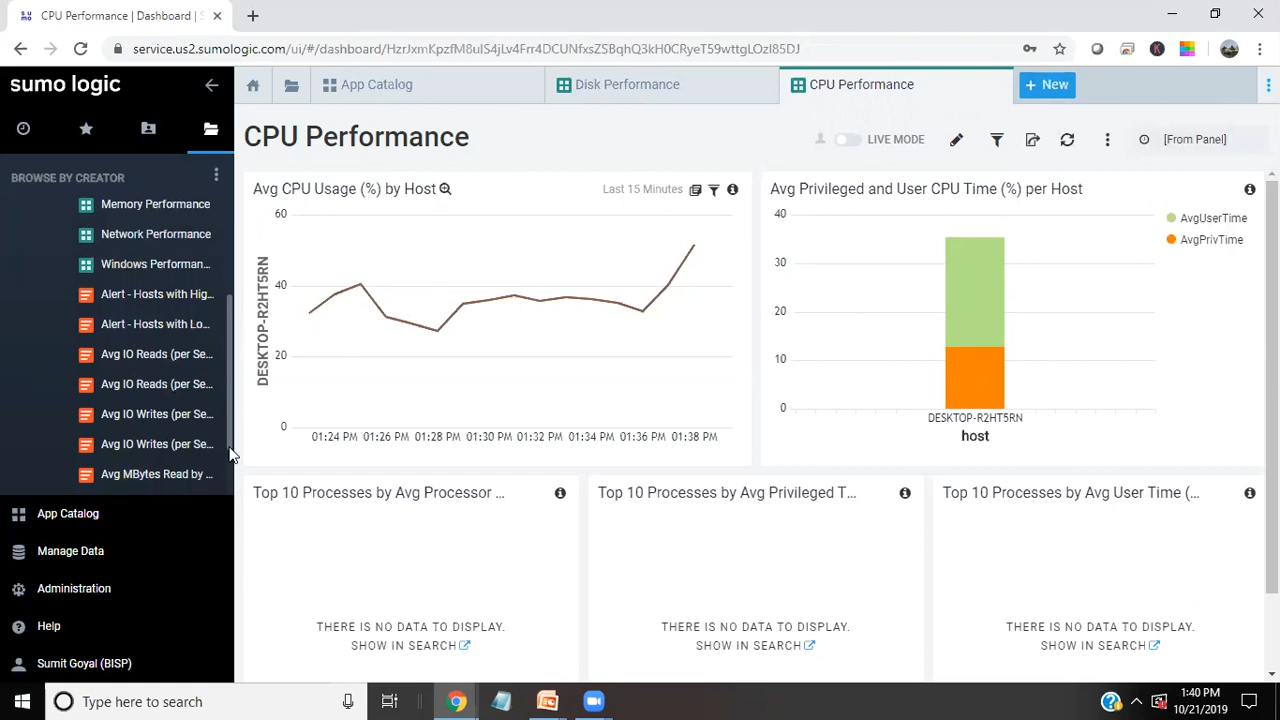 CPU Performance | Dashboard | S
service.us2.sumologic.com/ui/#/dashboard/
sumo logic
App Catalog
Disk Performance
CPU Performance
+ New
BROWSE BY CREATOR
Memory Performance
Network Performance
Windows Performan...
Alert - Hosts with Hig...
Alert - Hosts with Lo...
Avg IO Reads (per Se...
Avg IO Reads (per Se...
Avg IO Writes (per Se...
Avg IO Writes (per Se...
Avg MBytes Read by ...
App Catalog
Manage Data
Administration
Help
Sumit Goyal (BISP)
CPU Performance
LIVE MODE
[From Panel]
Avg CPU Usage (%) by Host
Last 15 Minutes
60
40
20
0
DESKTOP-R2HT5RN
01:24 PM 01:26 PM 01:28 PM 01:30 PM 01:32 PM 01:34 PM 01:36 PM 01:38 PM
Avg Privileged and User CPU Time (%) per Host
40
30
20
10
0
AvgUserTime
AvgPrivTime
DESKTOP-R2HT5RN
host
Top 10 Processes by Avg Processor ...
THERE IS NO DATA TO DISPLAY.
SHOW IN SEARCH
Top 10 Processes by Avg Privileged T...
THERE IS NO DATA TO DISPLAY.
SHOW IN SEARCH
Top 10 Processes by Avg User Time (...
THERE IS NO DATA TO DISPLAY.
SHOW IN SEARCH
Type here to search
1:40 PM
10/21/2019